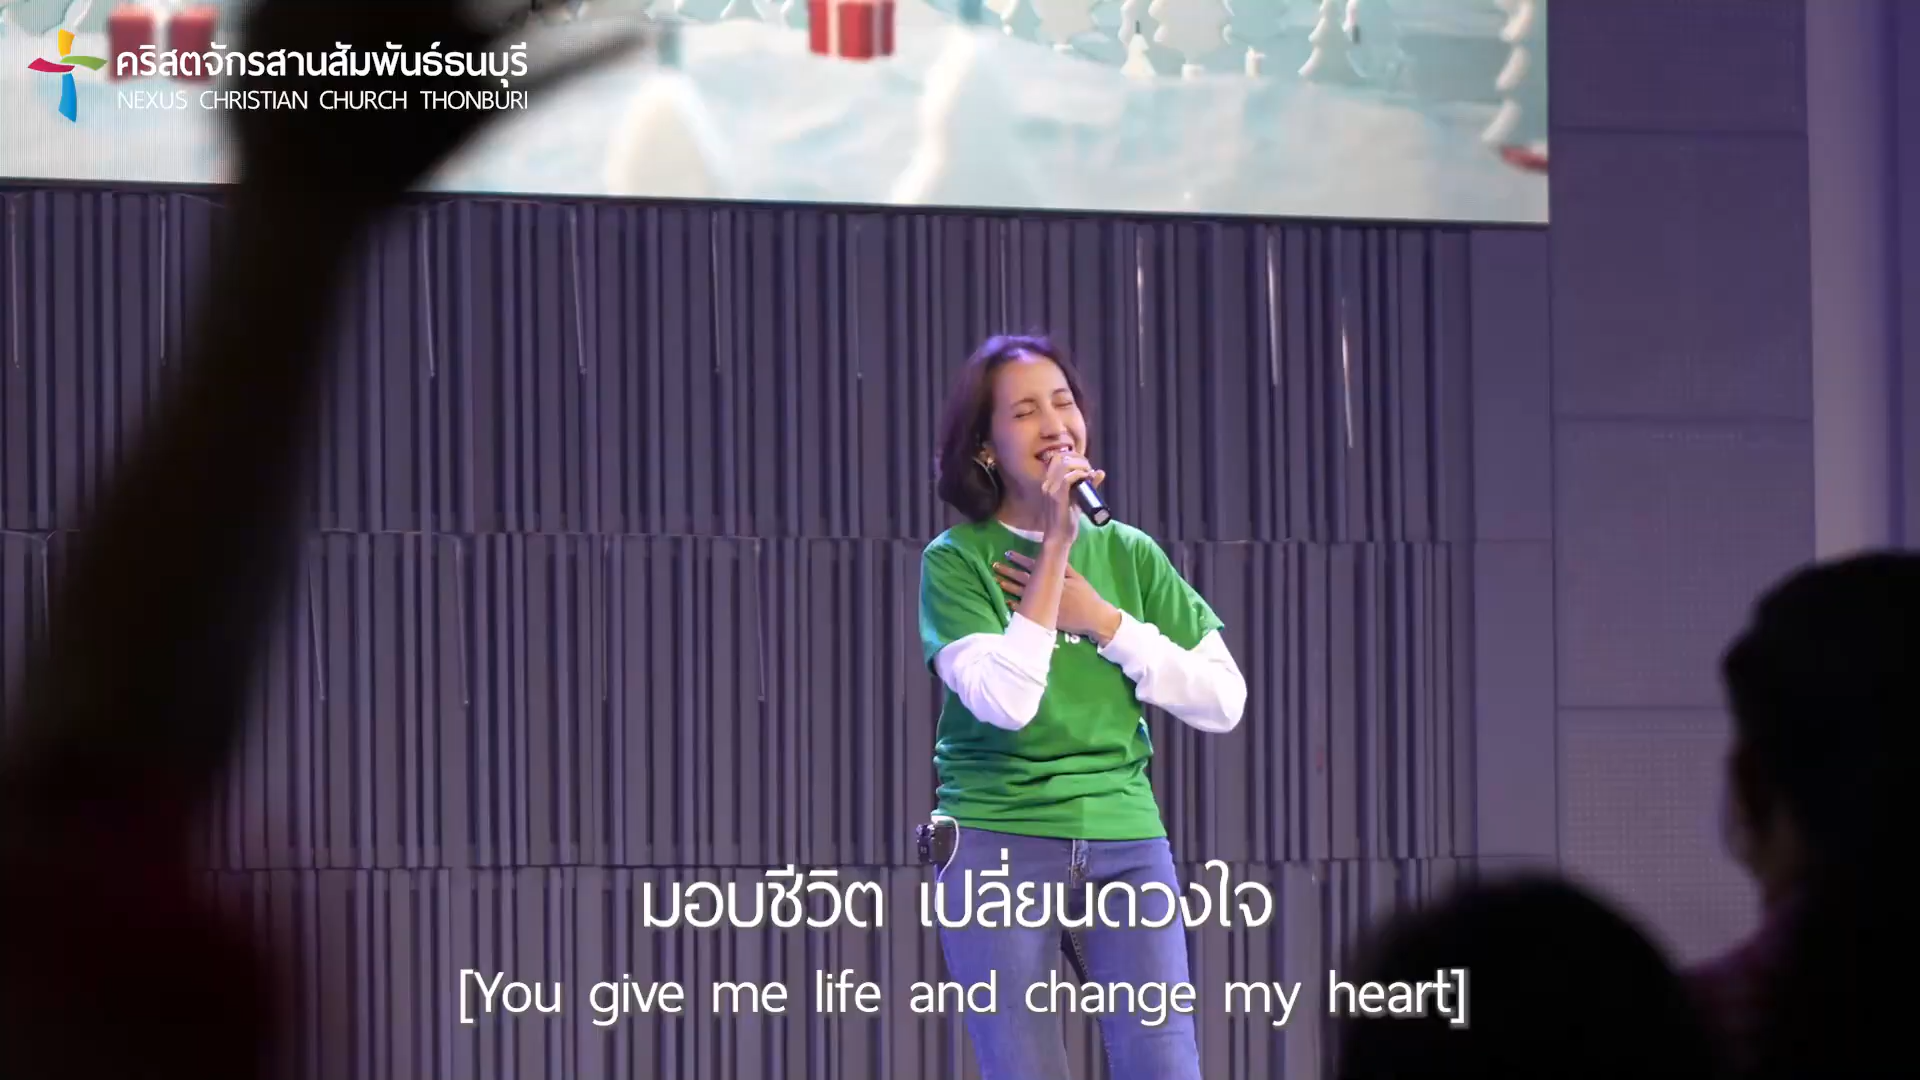 คริสตจักรสานสัมพันธ์ธนบุรี
NEXUS CHRISTIAN CHURCH THONBURI
มอบชีวิต เปลี่ยนดวงใจ
[You give me life and change my heart]